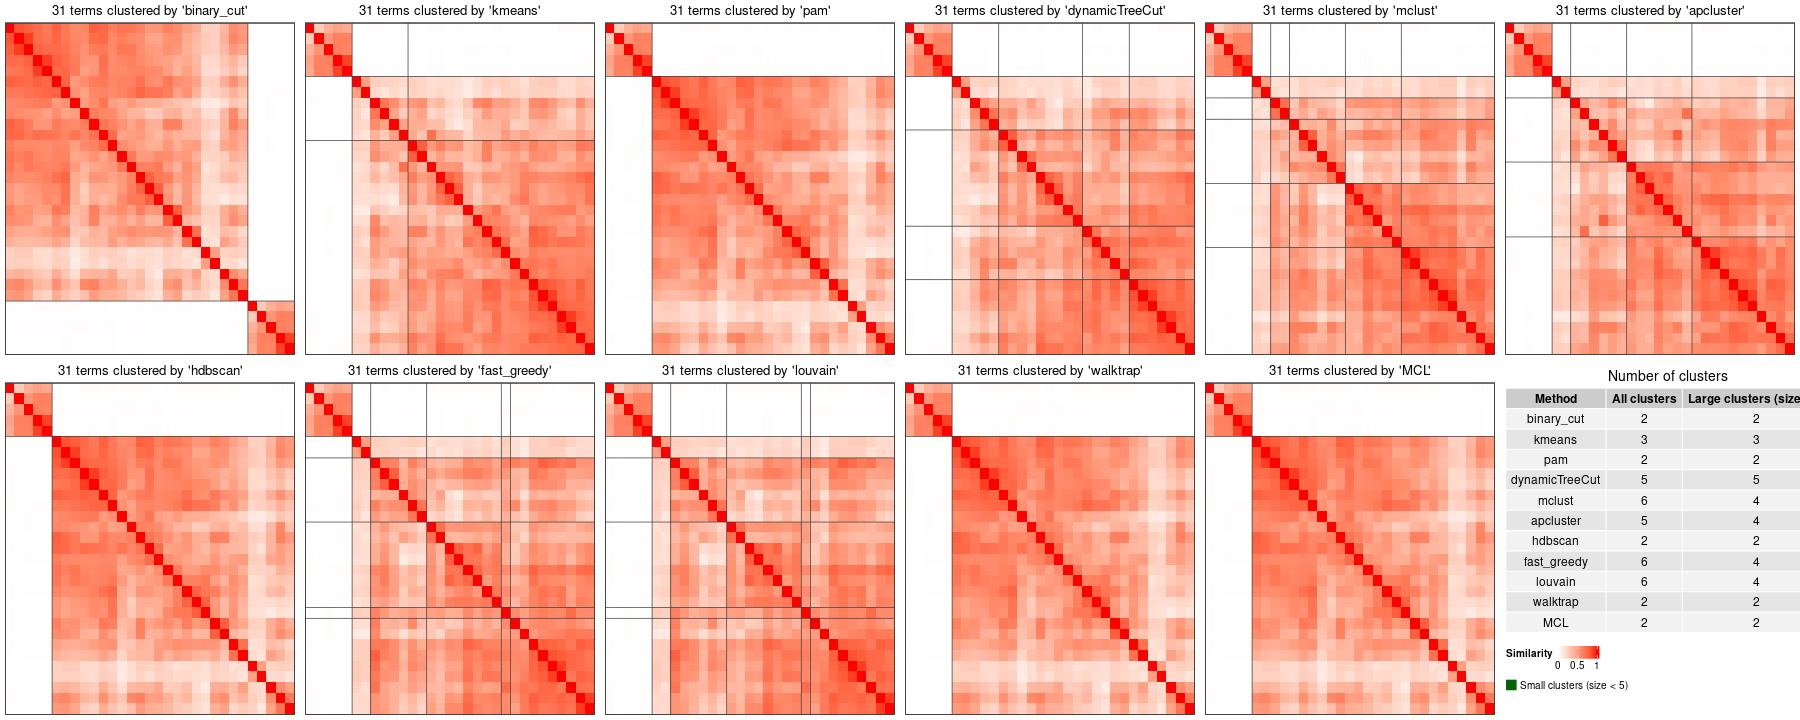 31 terms clustered by 'binary_cut'
31 terms clustered by 'kmeans'
31 terms clustered by 'pam'
31 terms clustered by 'dynamicTreeCut'
31 terms clustered by 'mclust'
31 terms clustered by 'apcluster'
31 terms clustered by 'hdbscan'
31 terms clustered by 'fast_greedy'
31 terms clustered by 'louvain'
31 terms clustered by 'walktrap'
31 terms clustered by 'MCL'
Number of clusters
Method All clusters Large clusters (size
binary_cut 2 2
kmeans 3 3
pam 2 2
dynamicTreeCut 5 5
mclust 6 4
apcluster 5 4
hdbscan 2 2
fast_greedy 6 4
louvain 6 4
walktrap 2 2
MCL 2 2
Similarity
0 0.5 1
Small clusters (size < 5)